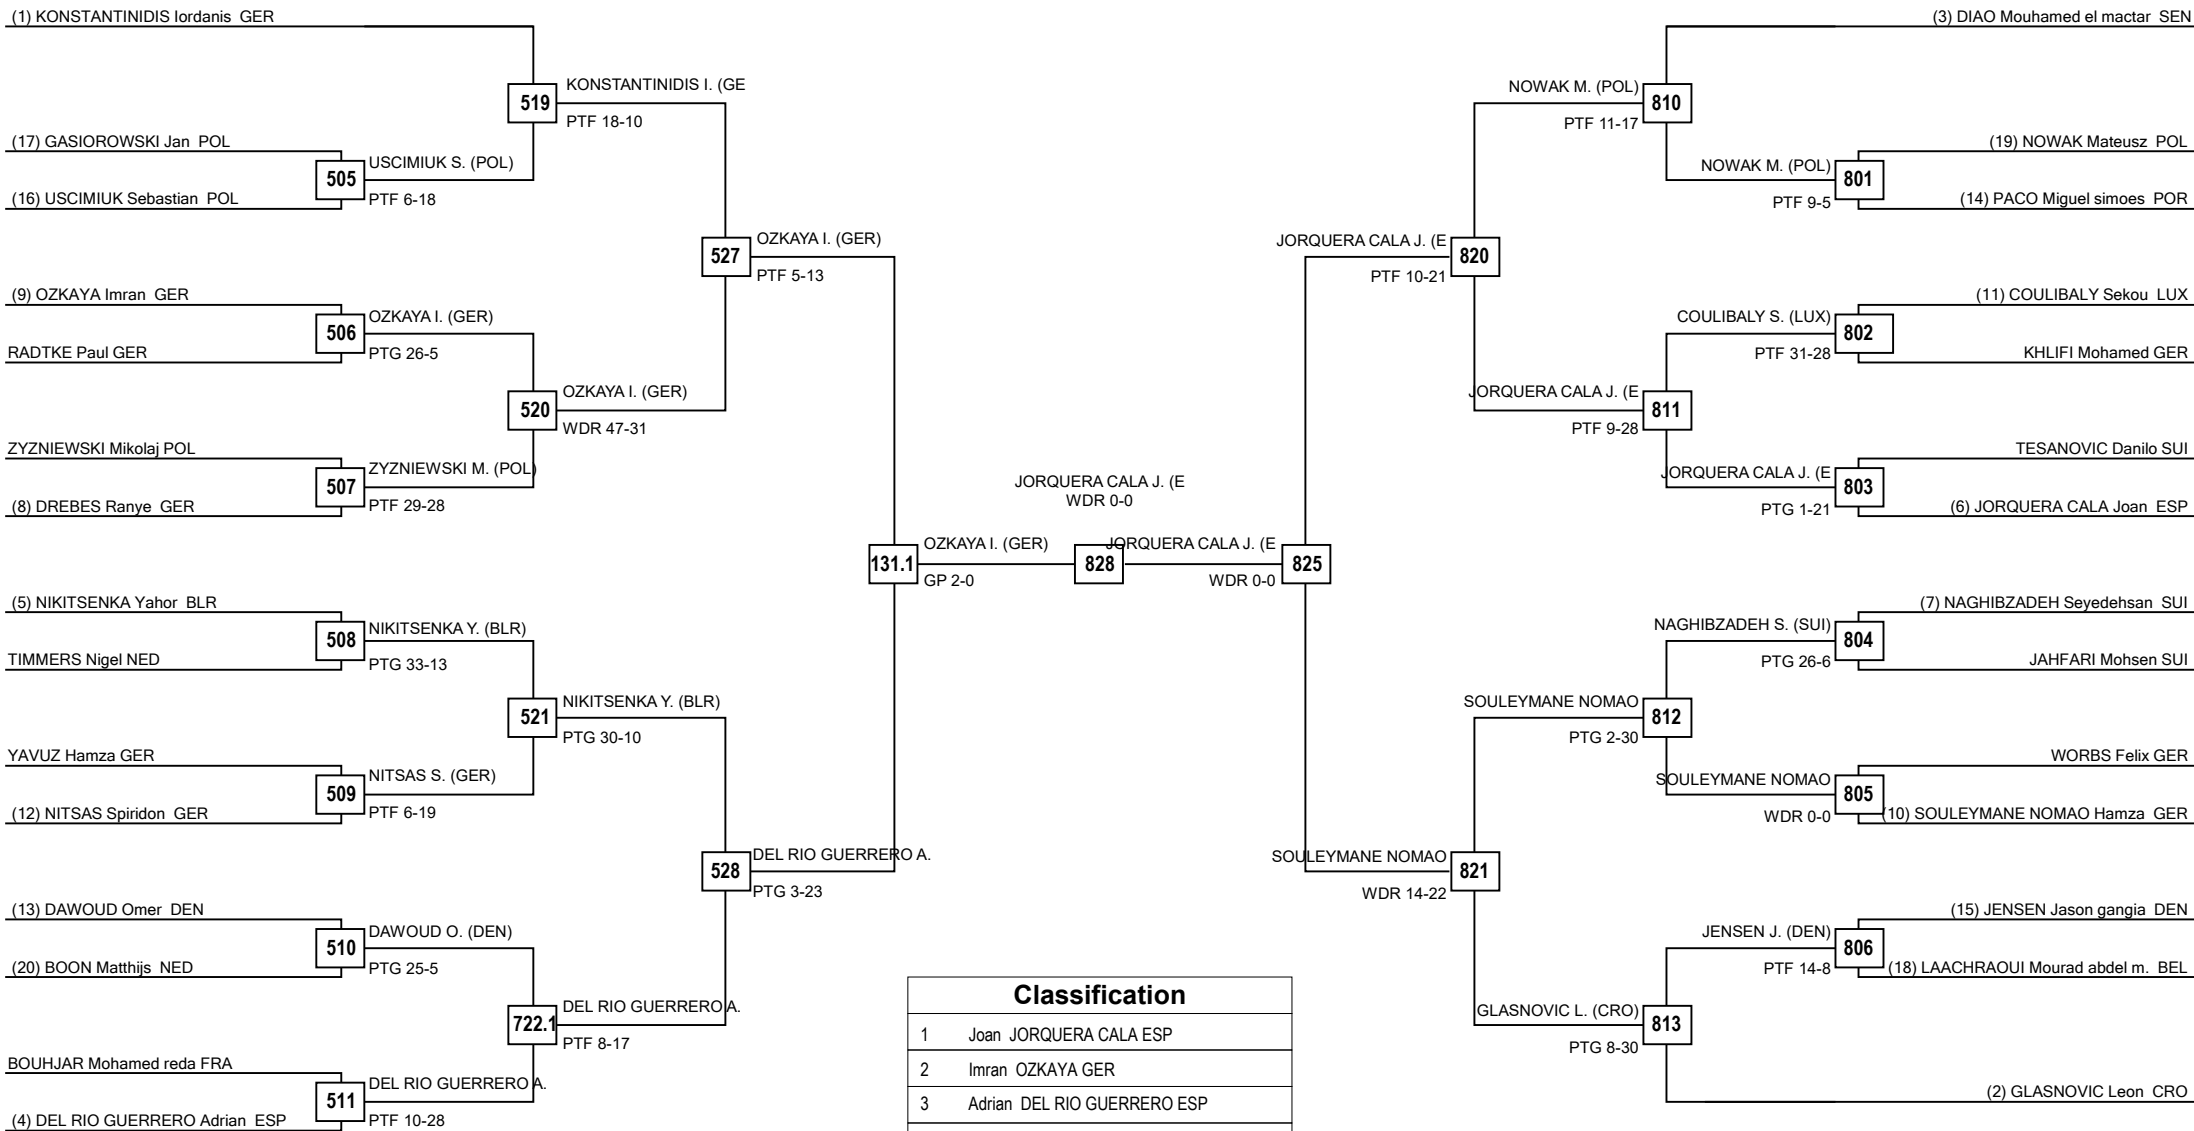 (1) KONSTANTINIDIS Iordanis GER
(3) DIAO Mouhamed el mactar SEN
KONSTANTINIDIS I. (GE
519
PTF 18-10
NOWAK M. (POL)
810
PTF 11-17
(17) GASIOROWSKI Jan POL
USCIMIUK S. (POL)
505
(16) USCIMIUK Sebastian POL
PTF 6-18
(19) NOWAK Mateusz POL
NOWAK M. (POL)
801
PTF 9-5
(14) PACO Miguel simoes POR
OZKAYA I. (GER)
527
PTF 5-13
JORQUERA CALA J. (E
820
PTF 10-21
(9) OZKAYA Imran GER
OZKAYA I. (GER)
506
RADTKE Paul GER
PTG 26-5
(11) COULIBALY Sekou LUX
COULIBALY S. (LUX)
802
PTF 31-28
KHLIFI Mohamed GER
OZKAYA I. (GER)
520
WDR 47-31
JORQUERA CALA J. (E
811
PTF 9-28
ZYZNIEWSKI Mikolaj POL
ZYZNIEWSKI M. (POL)
507
(8) DREBES Ranye GER
PTF 29-28
TESANOVIC Danilo SUI
JORQUERA CALA J. (E
803
PTG 1-21
(6) JORQUERA CALA Joan ESP
JORQUERA CALA J. (E
WDR 0-0
OZKAYA I. (GER)
131.1
GP 2-0
828
JORQUERA CALA J. (E
825
WDR 0-0
(5) NIKITSENKA Yahor BLR
NIKITSENKA Y. (BLR)
508
TIMMERS Nigel NED
PTG 33-13
(7) NAGHIBZADEH Seyedehsan SUI
NAGHIBZADEH S. (SUI)
804
PTG 26-6
JAHFARI Mohsen SUI
NIKITSENKA Y. (BLR)
521
PTG 30-10
SOULEYMANE NOMAO
812
PTG 2-30
YAVUZ Hamza GER
NITSAS S. (GER)
509
(12) NITSAS Spiridon GER
PTF 6-19
WORBS Felix GER
SOULEYMANE NOMAO
805
WDR 0-0
(10) SOULEYMANE NOMAO Hamza GER
DEL RIO GUERRERO A.
528
PTG 3-23
SOULEYMANE NOMAO
821
WDR 14-22
(13) DAWOUD Omer DEN
DAWOUD O. (DEN)
510
(20) BOON Matthijs NED
PTG 25-5
(15) JENSEN Jason gangia DEN
JENSEN J. (DEN)
806
PTF 14-8
(18) LAACHRAOUI Mourad abdel m. BEL
DEL RIO GUERRERO A.
722.1
PTF 8-17
GLASNOVIC L. (CRO)
813
PTG 8-30
BOUHJAR Mohamed reda FRA
DEL RIO GUERRERO A.
511
(4) DEL RIO GUERRERO Adrian ESP
PTF 10-28
(2) GLASNOVIC Leon CRO
Classification
1 Joan JORQUERA CALA ESP
2 Imran OZKAYA GER
3 Adrian DEL RIO GUERRERO ESP